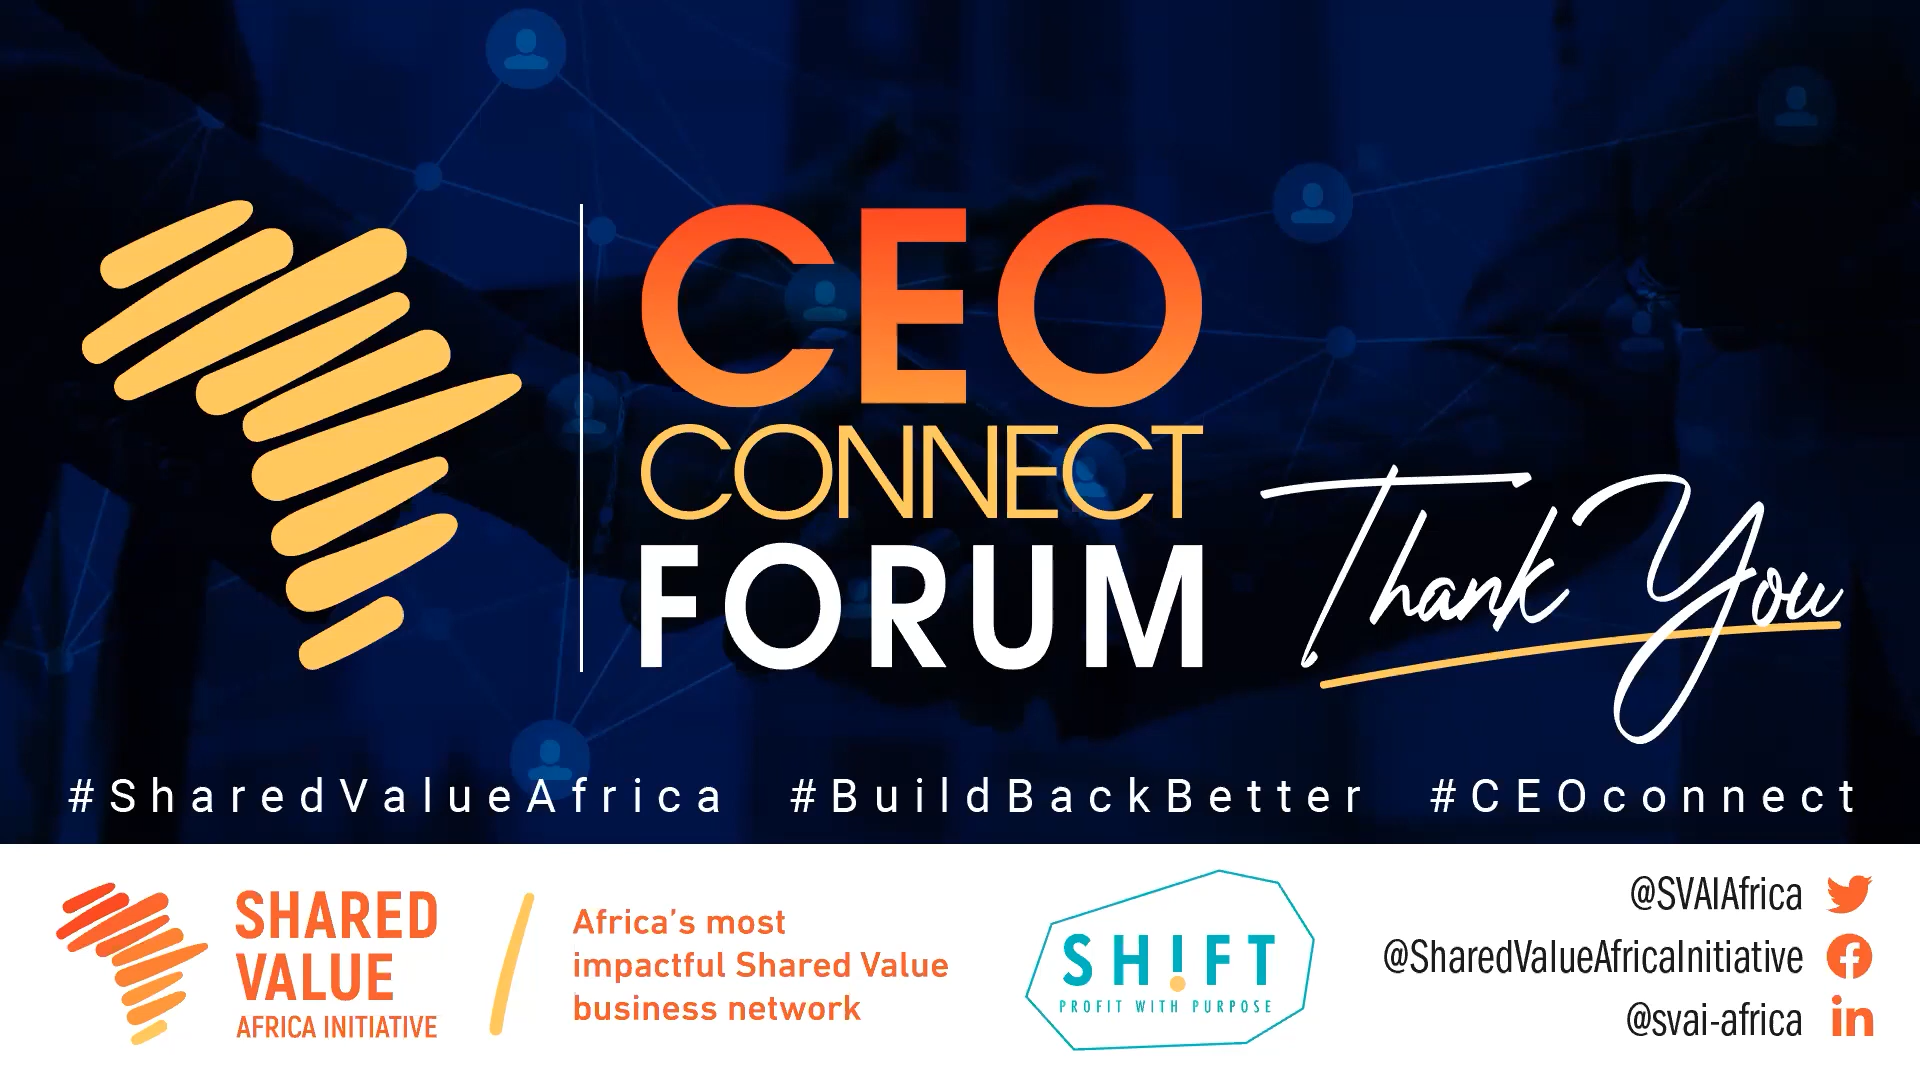 CEO
CONNECT
FORUM
Thank You
#SharedValueAfrica #BuildBackBetter #CEOconnect
SHARED
VALUE
AFRICA INITIATIVE
Africa's most
impactful Shared Value
business network
SH!FT
PROFIT WITH PURPOSE
@SVAIAfrica
@SharedValueAfricaInitiative
@svai-africa
in